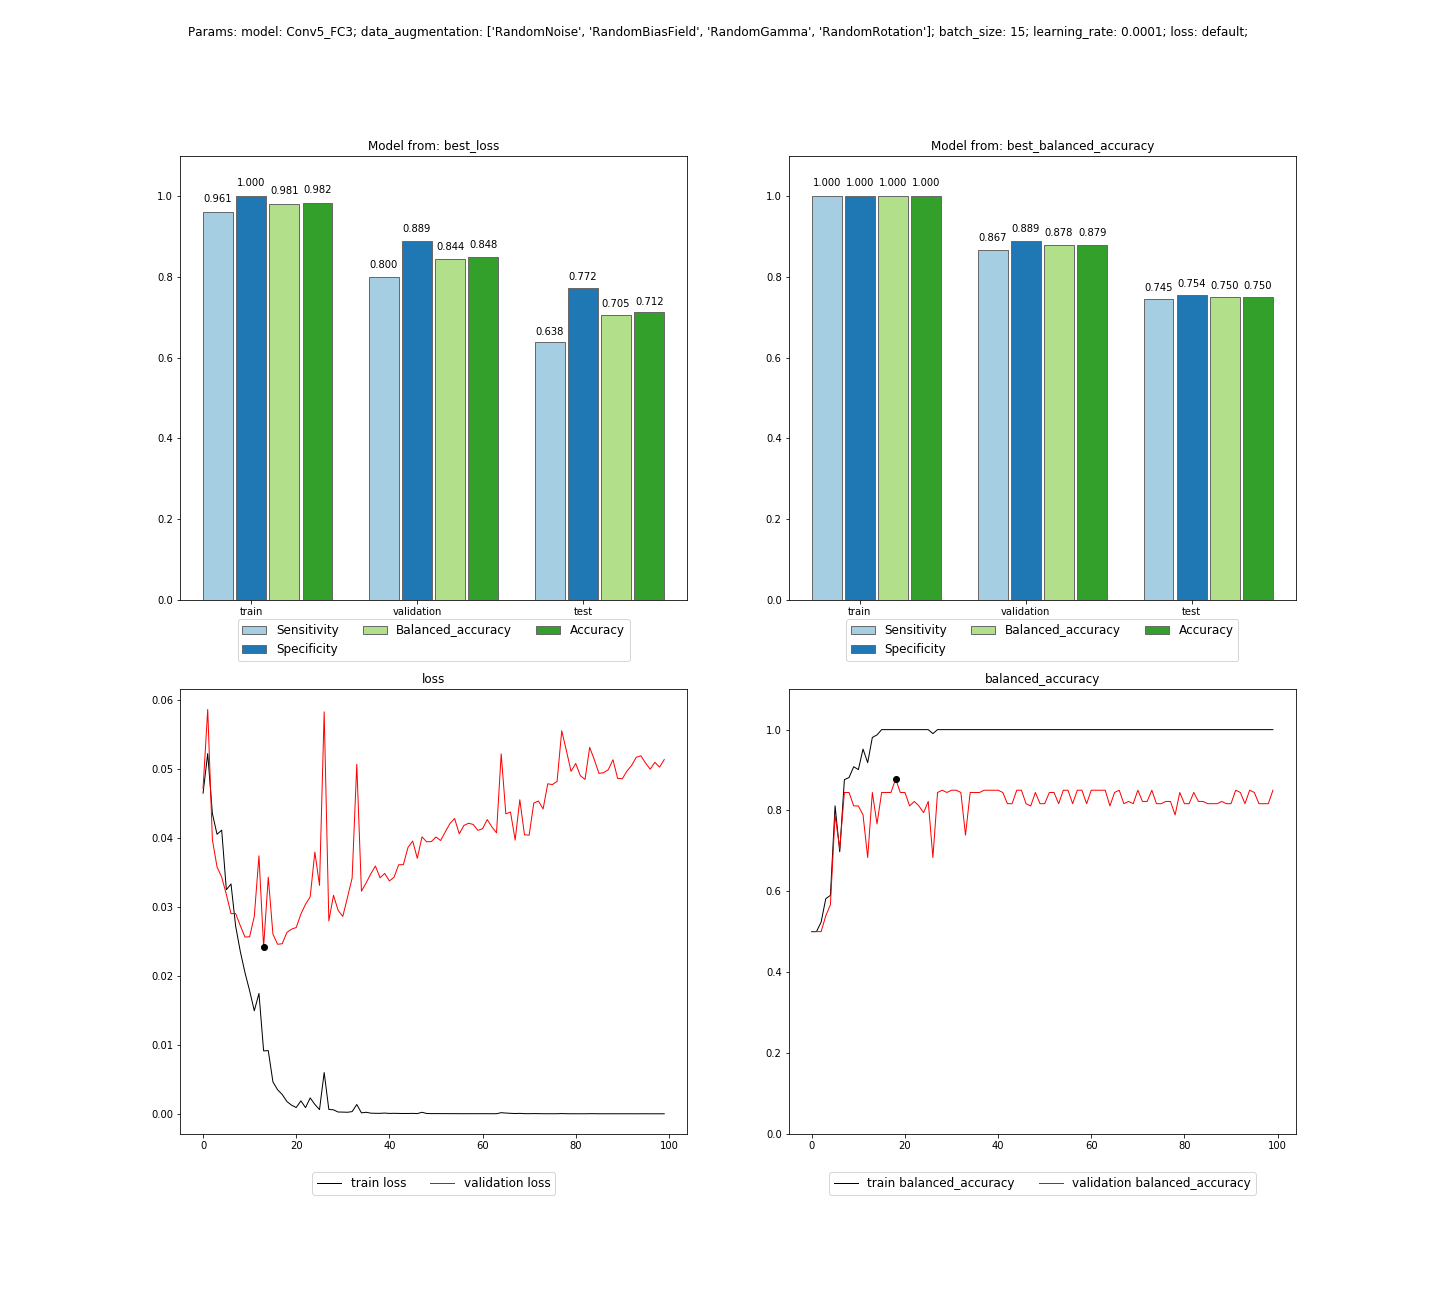 Params: model: Conv5_FC3; data_augmentation: ['RandomNoise', 'RandomBiasField', 'RandomGamma', 'RandomRotation']; batch_size: 15; learning_rate: 0.0001; loss: default;
Model from: best_loss
1.0
0.8
0.6
0.4
0.2
0.0
0.961
1.000
0.981
0.982
0.800
0.889
0.844
0.848
0.638
0.772
0.705
0.712
train
validation
test
Sensitivity
Specificity
Balanced_accuracy
Accuracy
Model from: best_balanced_accuracy
1.0
0.8
0.6
0.4
0.2
0.0
1.000
1.000
1.000
1.000
0.867
0.889
0.878
0.879
0.745
0.754
0.750
0.750
train
validation
test
Sensitivity
Specificity
Balanced_accuracy
Accuracy
loss
0.06
0.05
0.04
0.03
0.02
0.01
0.00
0
20
40
60
80
100
train loss
validation loss
balanced_accuracy
1.0
0.8
0.6
0.4
0.2
0.0
0
20
40
60
80
100
train balanced_accuracy
validation balanced_accuracy